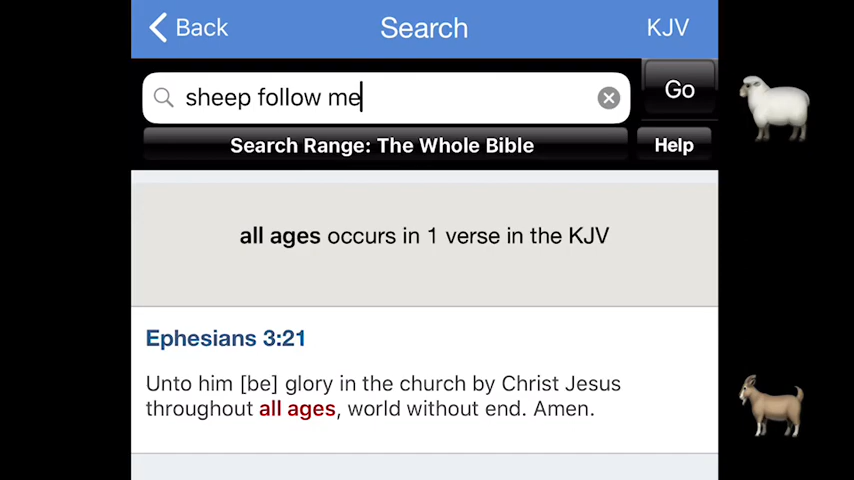 Back Search KJV
sheep follow me
Go
Search Range: The Whole Bible
Help
all ages occurs in 1 verse in the KJV
Ephesians 3:21
Unto him [be] glory in the church by Christ Jesus
throughout all ages, world without end. Amen.